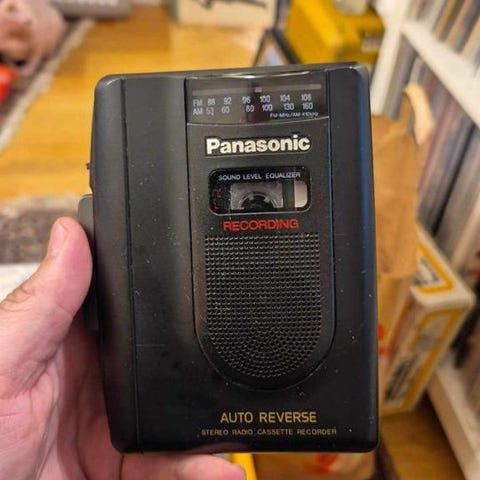 FM 88 92 96 100 104 108
AM 53 60 80 100 130 160
FM-MHz/AM-x10kHz
Panasonic
SOUND LEVEL EQUALIZER
RECORDING
AUTO REVERSE
STEREO RADIO CASSETTE RECORDER